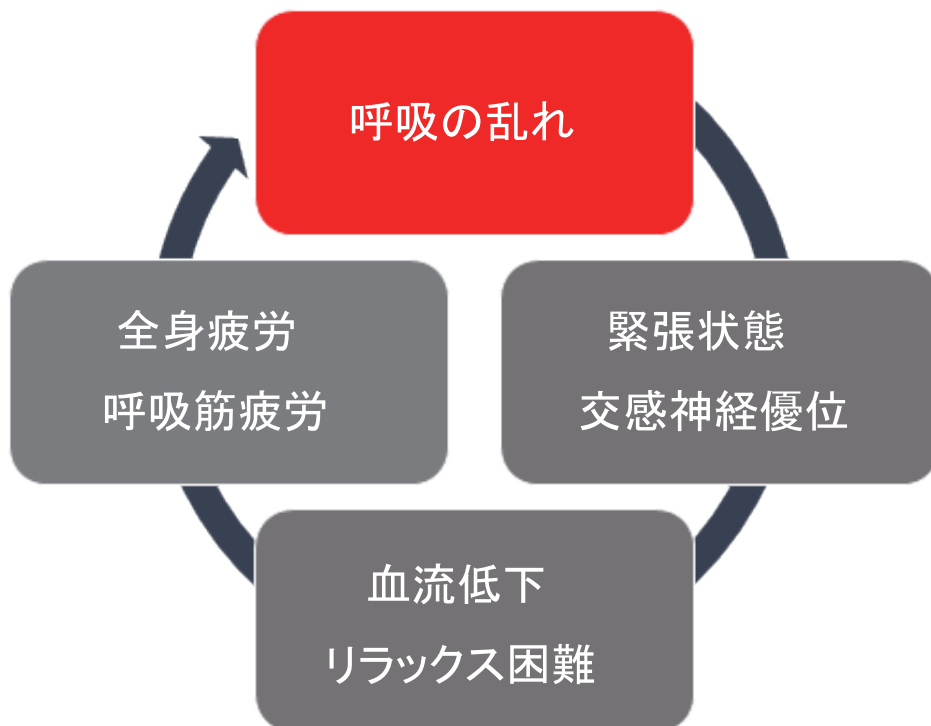 呼吸の乱れ
緊張状態
交感神経優位
血流低下
リラックス困難
全身疲労
呼吸筋疲労